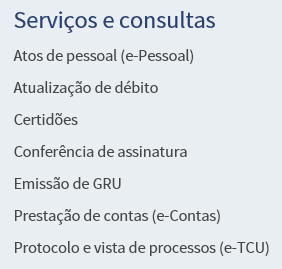 Serviços e consultas
Atos de pessoal (e-Pessoal)
Atualização de débito
Certidões
Conferência de assinatura
Emissão de GRU
Prestação de contas (e-Contas)
Protocolo e vista de processos (e-TCU)